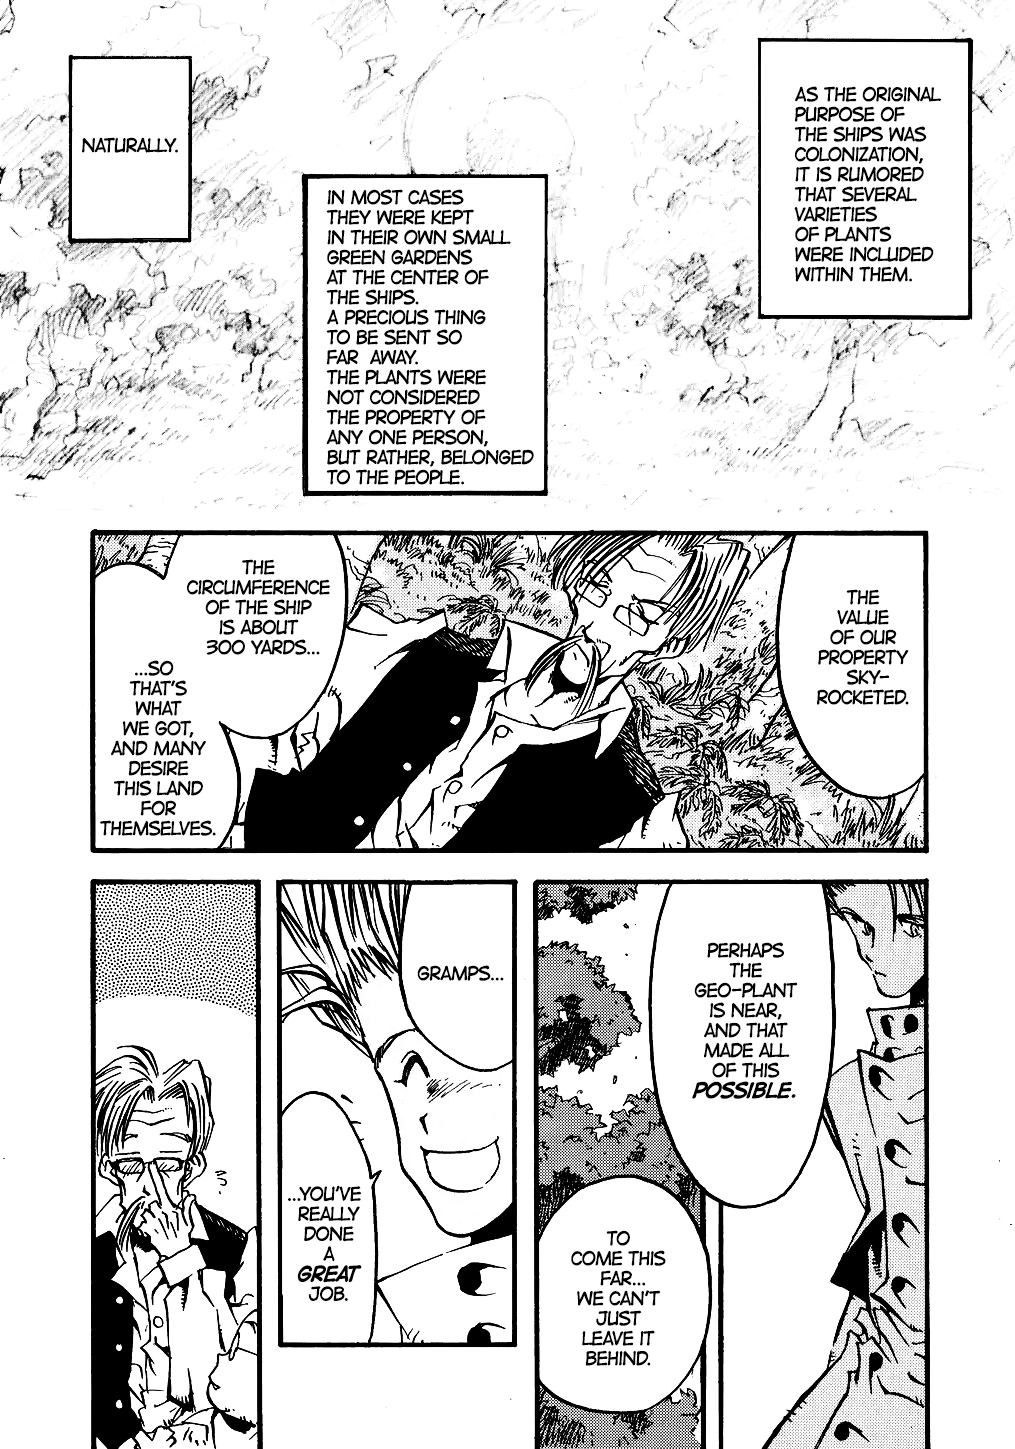 AS THE ORIGINAL
PURPOSE OF
THE SHIPS WAS
COLONIZATION,
IT IS RUMORED
THAT SEVERAL
VARIETIES
OF PLANTS
WERE INCLUDED
WITHIN THEM.
IN MOST CASES
THEY WERE KEPT
IN THEIR OWN SMALL
GREEN GARDENS
AT THE CENTER OF
THE SHIPS.
A PRECIOUS THING
TO BE SENT SO
FAR AWAY.
THE PLANTS WERE
NOT CONSIDERED
THE PROPERTY OF
ANY ONE PERSON,
BUT RATHER, BELONGED
TO THE PEOPLE.
NATURALLY.
THE
VALUE
OF OUR
PROPERTY
SKY-
ROCKETED.
THE
CIRCUMFERENCE
OF THE SHIP
IS ABOUT
300 YARDS...
...SO
THAT'S
WHAT
WE GOT,
AND MANY
DESIRE
THIS LAND
FOR
THEMSELVES.
PERHAPS
THE
GEO-PLANT
IS NEAR,
AND THAT
MADE ALL
OF THIS
POSSIBLE.
TO
COME THIS
FAR...
WE CAN'T
JUST
LEAVE IT
BEHIND.
GRAMPS...
...YOU'VE
REALLY
DONE
A
GREAT
JOB.